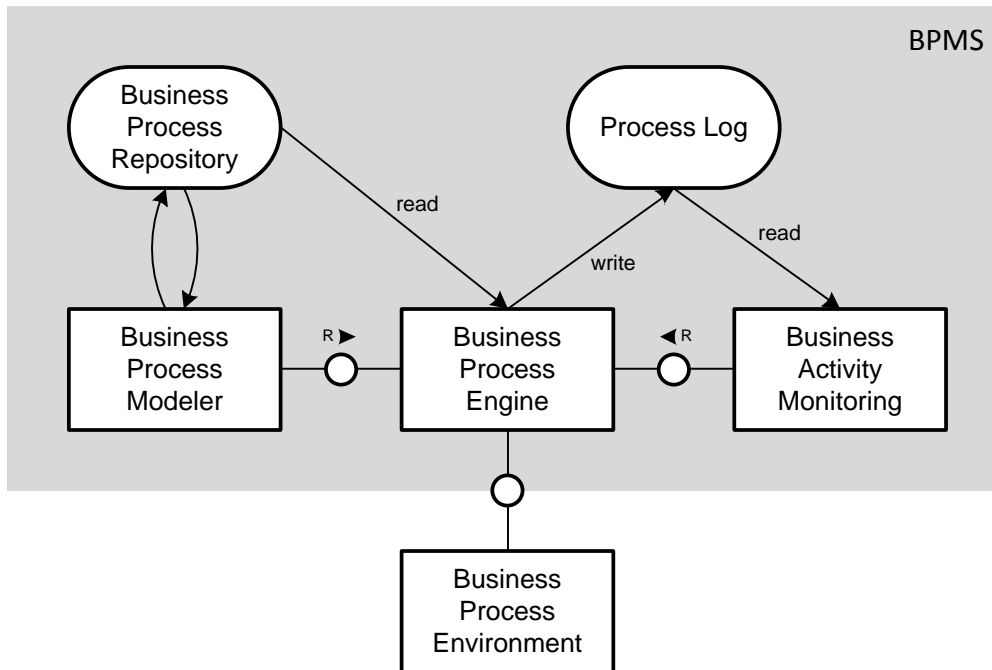 BPMS
Business
Process
Repository
Process Log
read
write
read
Business
Process
Modeler
R
Business
Process
Engine
R
Business
Activity
Monitoring
Business
Process
Environment